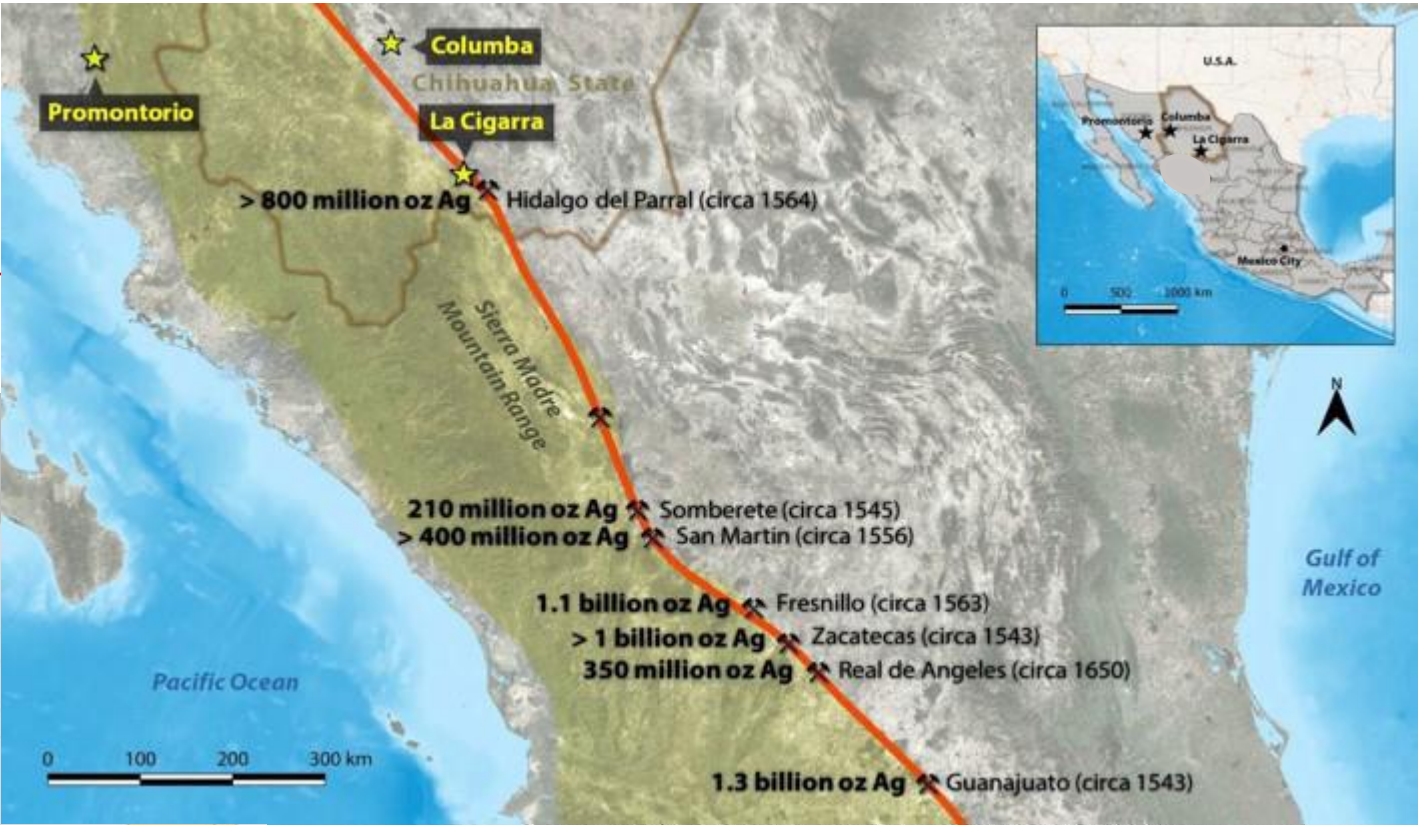 Columba
Chihuahua State
Promontorio
La Cigarra
> 800 million oz Ag Hidalgo del Parral (circa 1564)
Sierra Madre
Mountain Range
210 million oz Ag Somberete (circa 1545)
> 400 million oz Ag San Martin (circa 1556)
1.1 billion oz Ag Fresnillo (circa 1563)
> 1 billion oz Ag Zacatecas (circa 1543)
350 million oz Ag Real de Angeles (circa 1650)
1.3 billion oz Ag Guanajuato (circa 1543)
Pacific Ocean
0 100 200 300 km
Gulf of
Mexico
N
U.S.A.
Promontorio
Columba
La Cigarra
Mexico City
0 500 1000 km